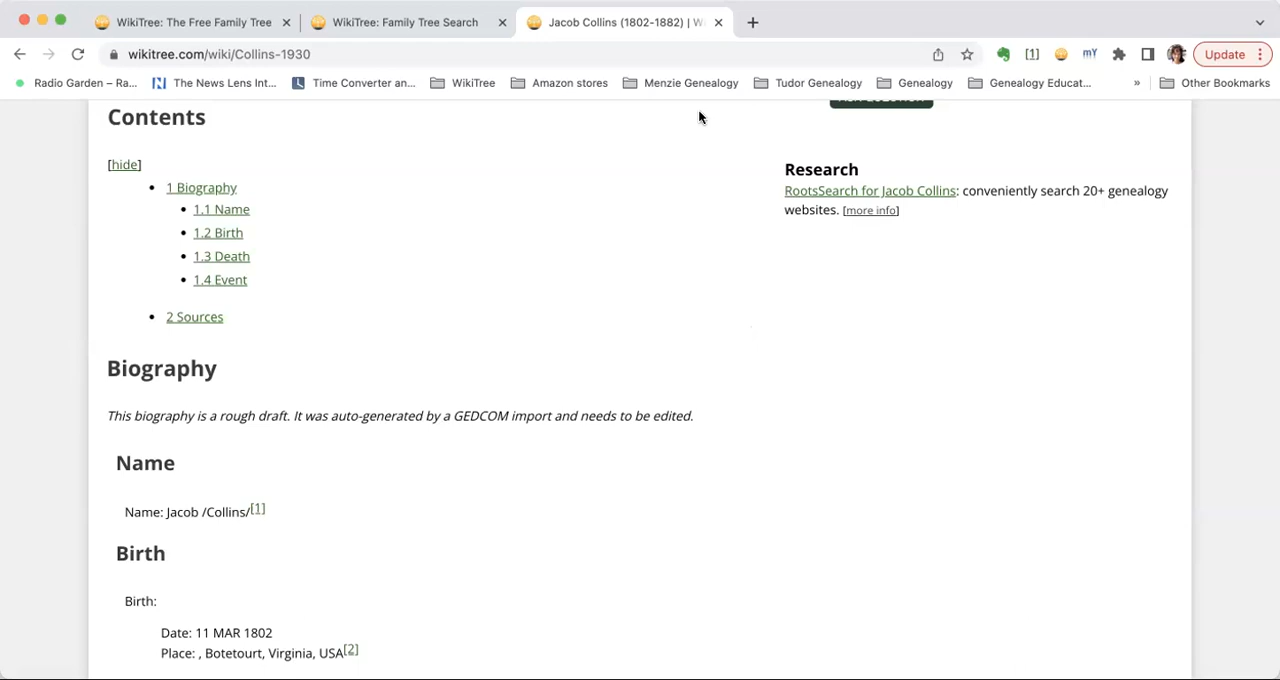 WikiTree: The Free Family Tree
WikiTree: Family Tree Search
Jacob Collins (1802-1882) | W
wikitree.com/wiki/Collins-1930
[1]
mY
Update
Radio Garden – Ra...
The News Lens Int...
Time Converter an...
WikiTree
Amazon stores
Menzie Genealogy
Tudor Genealogy
Genealogy
Genealogy Educat...
»
Other Bookmarks
Contents
[hide]
• 1 Biography
• 1.1 Name
• 1.2 Birth
• 1.3 Death
• 1.4 Event
• 2 Sources
Research
RootsSearch for Jacob Collins: conveniently search 20+ genealogy
websites. [more info]
Biography
This biography is a rough draft. It was auto-generated by a GEDCOM import and needs to be edited.
Name
Name: Jacob /Collins/[1]
Birth
Birth:
Date: 11 MAR 1802
Place: , Botetourt, Virginia, USA[2]